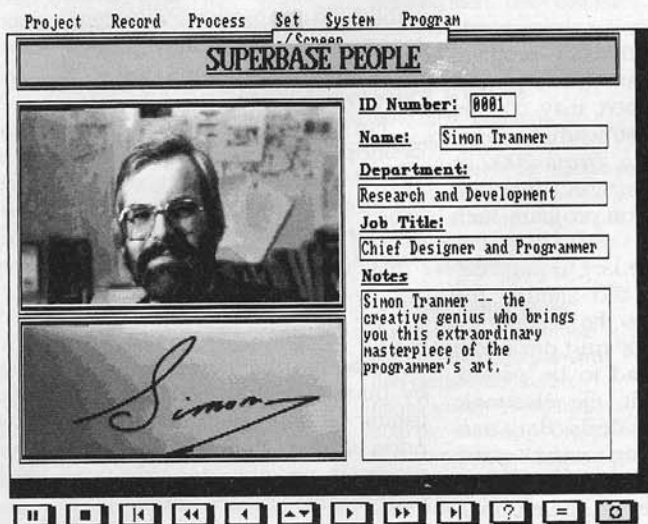 Project Record Process Set System Program
SUPERBASE PEOPLE
ID Number: 0001
Name: Simon Tranmer
Department:
Research and Development
Job Title:
Chief Designer and Programmer
Notes
Simon Tranmer -- the
creative genius who brings
you this extraordinary
masterpiece of the
programmer's art.
Simon
? =